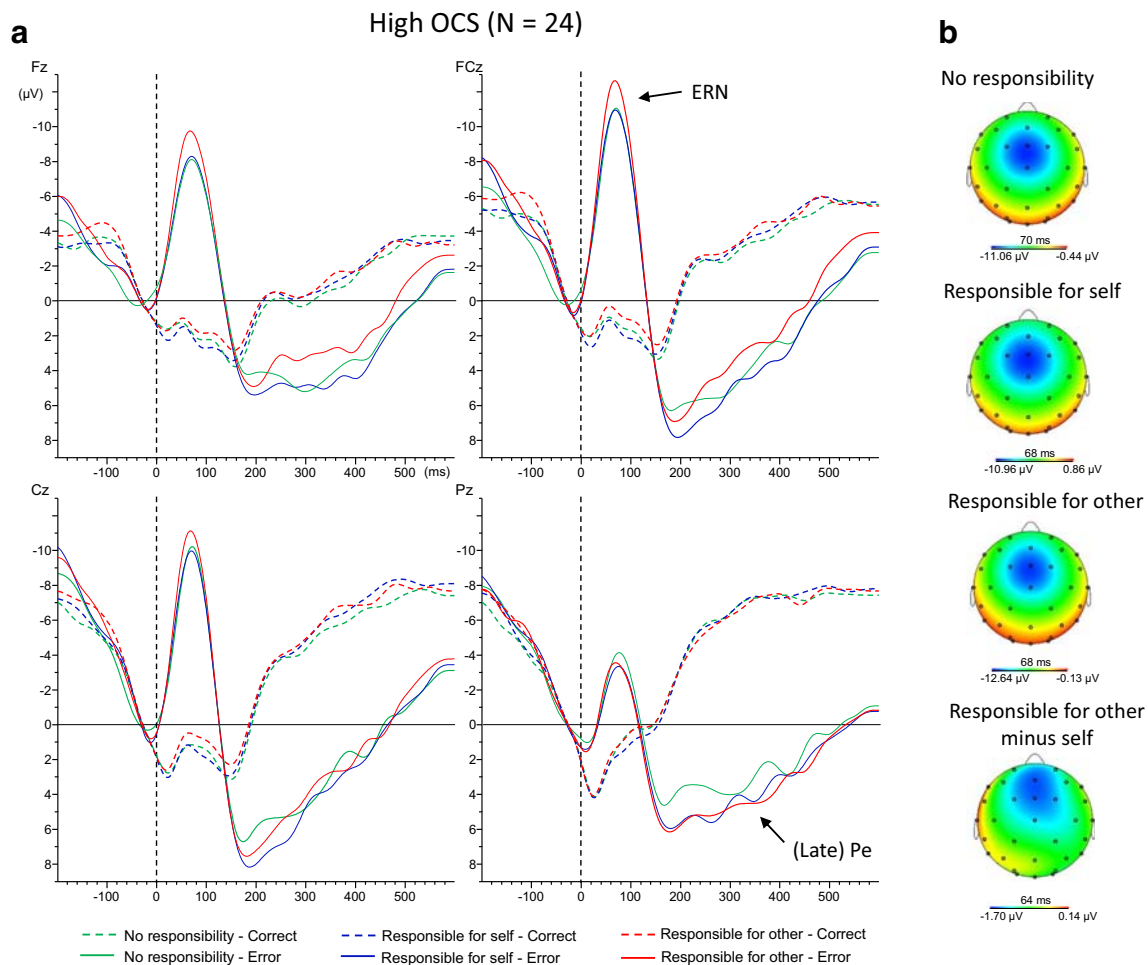 High OCS (N = 24)
a
b
Fz
(µV)
-10
-8
-6
-4
-2
0
2
4
6
8
-100 0 100 200 300 400 500 (ms)
FCz
ERN
-10
-8
-6
-4
-2
0
2
4
6
8
-100 0 100 200 300 400 500
Cz
-10
-8
-6
-4
-2
0
2
4
6
8
-100 0 100 200 300 400 500
Pz
(Late) Pe
-10
-8
-6
-4
-2
0
2
4
6
8
-100 0 100 200 300 400 500
No responsibility
70 ms
-11.06 µV -0.44 µV
Responsible for self
68 ms
-10.96 µV 0.86 µV
Responsible for other
68 ms
-12.64 µV -0.13 µV
Responsible for other
minus self
64 ms
-1.70 µV 0.14 µV
No responsibility - Correct Responsible for self - Correct Responsible for other - Correct
No responsibility - Error Responsible for self - Error Responsible for other - Error